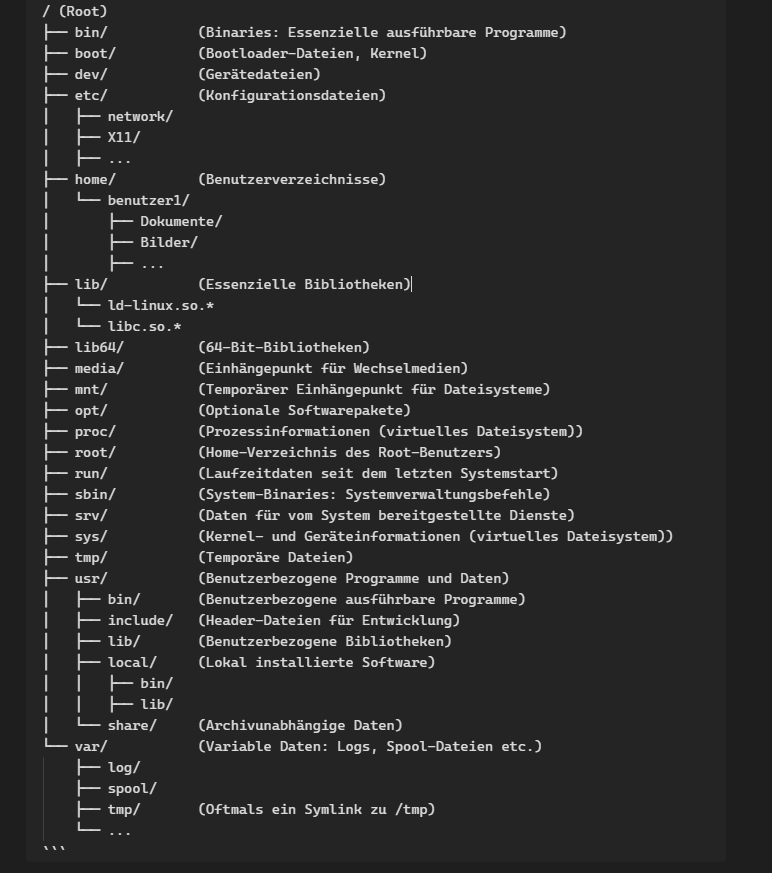 / (Root)
├── bin/           (Binaries: Essenzielle ausführbare Programme)
├── boot/          (Bootloader-Dateien, Kernel)
├── dev/           (Gerätedateien)
├── etc/           (Konfigurationsdateien)
│   ├── network/
│   ├── X11/
│   ├── ...
├── home/          (Benutzerverzeichnisse)
│   └── benutzer1/
│       ├── Dokumente/
│       ├── Bilder/
│       ├── ...
├── lib/           (Essenzielle Bibliotheken)
│   └── ld-linux.so.*
│   └── libc.so.*
├── lib64/         (64-Bit-Bibliotheken)
├── media/         (Einhängepunkt für Wechselmedien)
├── mnt/           (Temporärer Einhängepunkt für Dateisysteme)
├── opt/           (Optionale Softwarepakete)
├── proc/          (Prozessinformationen (virtuelles Dateisystem))
├── root/          (Home-Verzeichnis des Root-Benutzers)
├── run/           (Laufzeitdaten seit dem letzten Systemstart)
├── sbin/          (System-Binaries: Systemverwaltungsbefehle)
├── srv/           (Daten für vom System bereitgestellte Dienste)
├── sys/           (Kernel- und Geräteinformationen (virtuelles Dateisystem))
├── tmp/           (Temporäre Dateien)
├── usr/           (Benutzerbezogene Programme und Daten)
│   ├── bin/       (Benutzerbezogene ausführbare Programme)
│   ├── include/   (Header-Dateien für Entwicklung)
│   ├── lib/       (Benutzerbezogene Bibliotheken)
│   ├── local/     (Lokal installierte Software)
│   │   ├── bin/
│   │   ├── lib/
│   └── share/     (Archivunabhängige Daten)
└── var/           (Variable Daten: Logs, Spool-Dateien etc.)
    ├── log/
    ├── spool/
    ├── tmp/       (Oftmals ein Symlink zu /tmp)
    └── ...
```